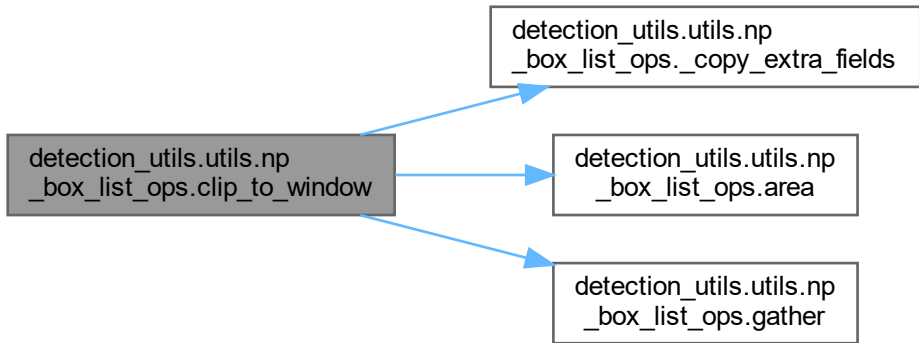 detection_utils.utils.np
_box_list_ops._copy_extra_fields
detection_utils.utils.np
_box_list_ops.clip_to_window
detection_utils.utils.np
_box_list_ops.area
detection_utils.utils.np
_box_list_ops.gather